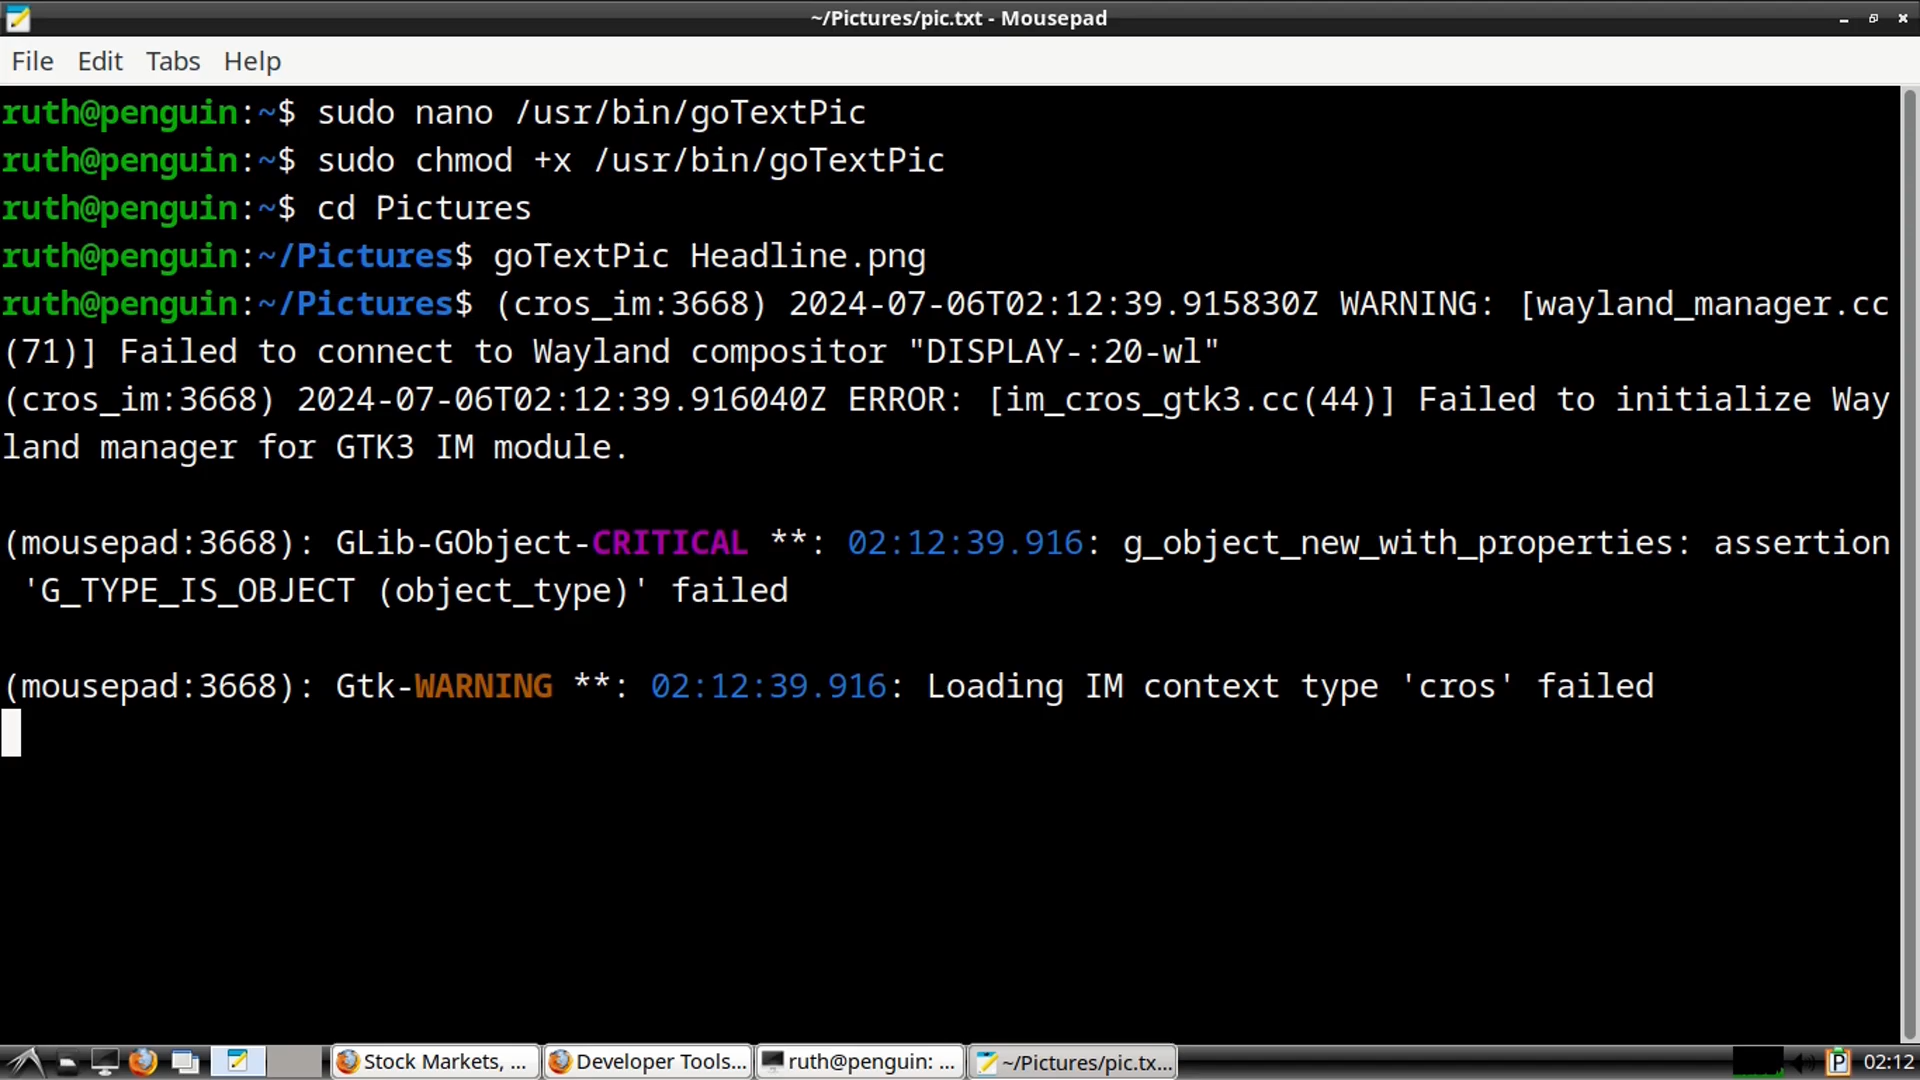 ~/Pictures/pic.txt - Mousepad
File Edit Tabs Help
ruth@penguin:~$ sudo nano /usr/bin/goTextPic
ruth@penguin:~$ sudo chmod +x /usr/bin/goTextPic
ruth@penguin:~$ cd Pictures
ruth@penguin:~/Pictures$ goTextPic Headline.png
ruth@penguin:~/Pictures$ (cros_im:3668) 2024-07-06T02:12:39.915830Z WARNING: [wayland_manager.cc
(71)] Failed to connect to Wayland compositor "DISPLAY-:20-wl"
(cros_im:3668) 2024-07-06T02:12:39.916040Z ERROR: [im_cros_gtk3.cc(44)] Failed to initialize Way
land manager for GTK3 IM module.
(mousepad:3668): GLib-GObject-CRITICAL **: 02:12:39.916: g_object_new_with_properties: assertion
'G_TYPE_IS_OBJECT (object_type)' failed
(mousepad:3668): Gtk-WARNING **: 02:12:39.916: Loading IM context type 'cros' failed
Stock Markets, ... Developer Tools... ruth@penguin: ... ~/Pictures/pic.tx... P 02:12